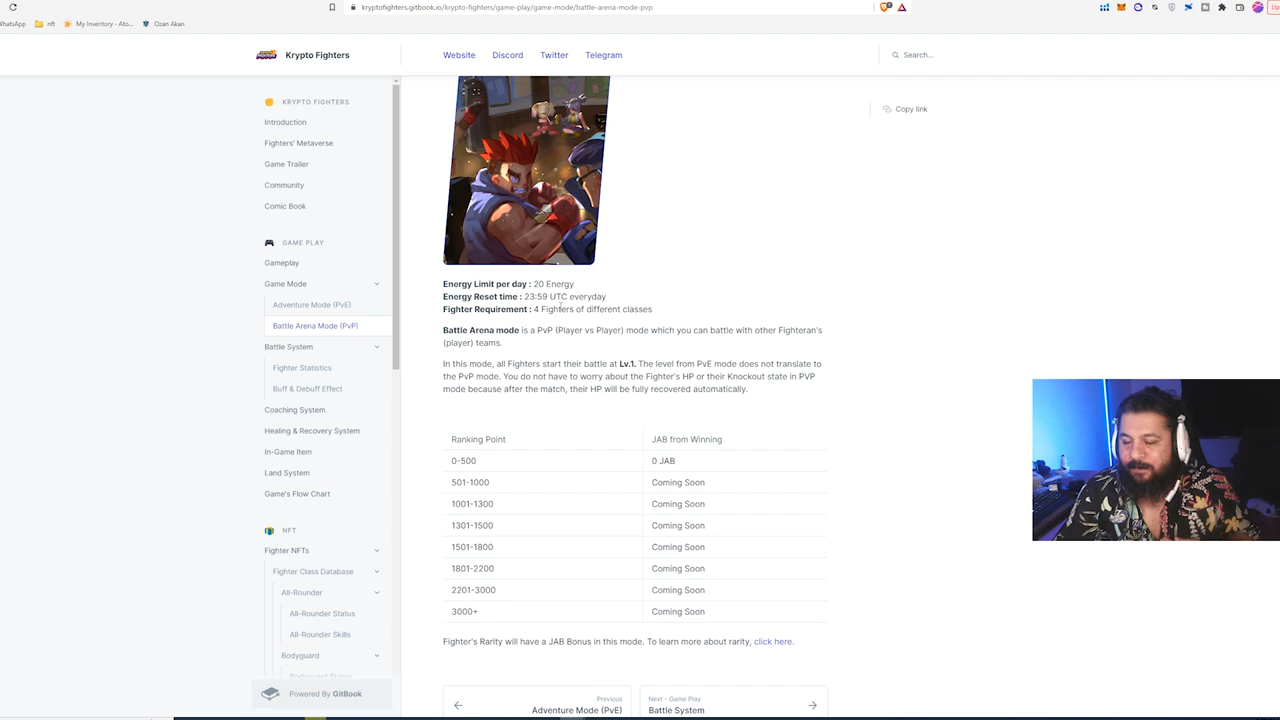 kryptofighters.gitbook.io/krypto-fighters/game-play/game-mode/battle-arena-mode-pvp
WhatsApp
nft
My Inventory - Ato...
Ozan Akan
Krypto Fighters
Website
Discord
Twitter
Telegram
Search...
Copy link
KRYPTO FIGHTERS
Introduction
Fighters' Metaverse
Game Trailer
Community
Comic Book
GAME PLAY
Gameplay
Game Mode
Adventure Mode (PvE)
Battle Arena Mode (PvP)
Battle System
Fighter Statistics
Buff & Debuff Effect
Coaching System
Healing & Recovery System
In-Game Item
Land System
Game's Flow Chart
NFT
Fighter NFTs
Fighter Class Database
All-Rounder
All-Rounder Status
All-Rounder Skills
Bodyguard
Bodyguard Status
Powered By GitBook
Energy Limit per day : 20 Energy
Energy Reset time : 23:59 UTC everyday
Fighter Requirement : 4 Fighters of different classes
Battle Arena mode is a PvP (Player vs Player) mode which you can battle with other Fighteran's
(player) teams.
In this mode, all Fighters start their battle at Lv.1. The level from PvE mode does not translate to
the PvP mode. You do not have to worry about the Fighter's HP or their Knockout state in PVP
mode because after the match, their HP will be fully recovered automatically.
Ranking Point JAB from Winning
0-500 0 JAB
501-1000 Coming Soon
1001-1300 Coming Soon
1301-1500 Coming Soon
1501-1800 Coming Soon
1801-2200 Coming Soon
2201-3000 Coming Soon
3000+ Coming Soon
Fighter's Rarity will have a JAB Bonus in this mode. To learn more about rarity, click here.
Previous
Adventure Mode (PvE)
Next - Game Play
Battle System